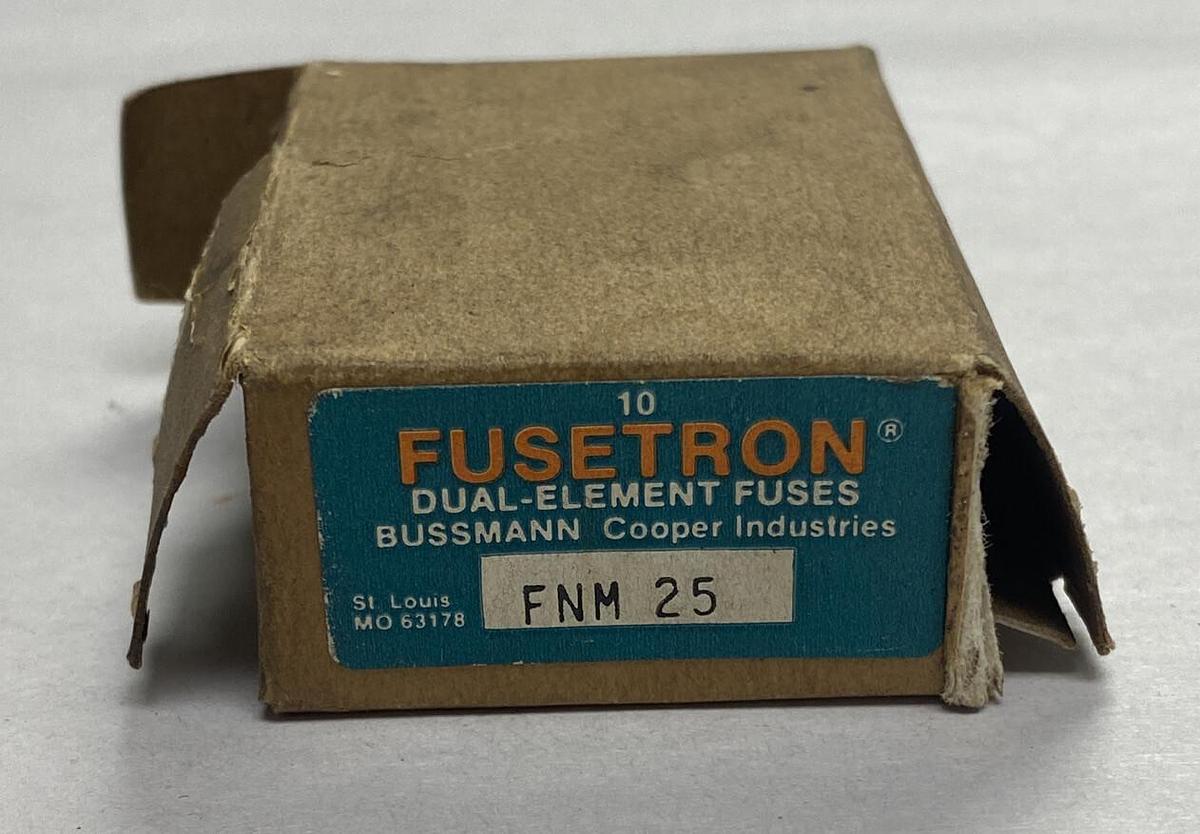 10
FUSETRON®
DUAL-ELEMENT FUSES
BUSSMANN Cooper Industries
FNM 25
St. Louis
MO 63178